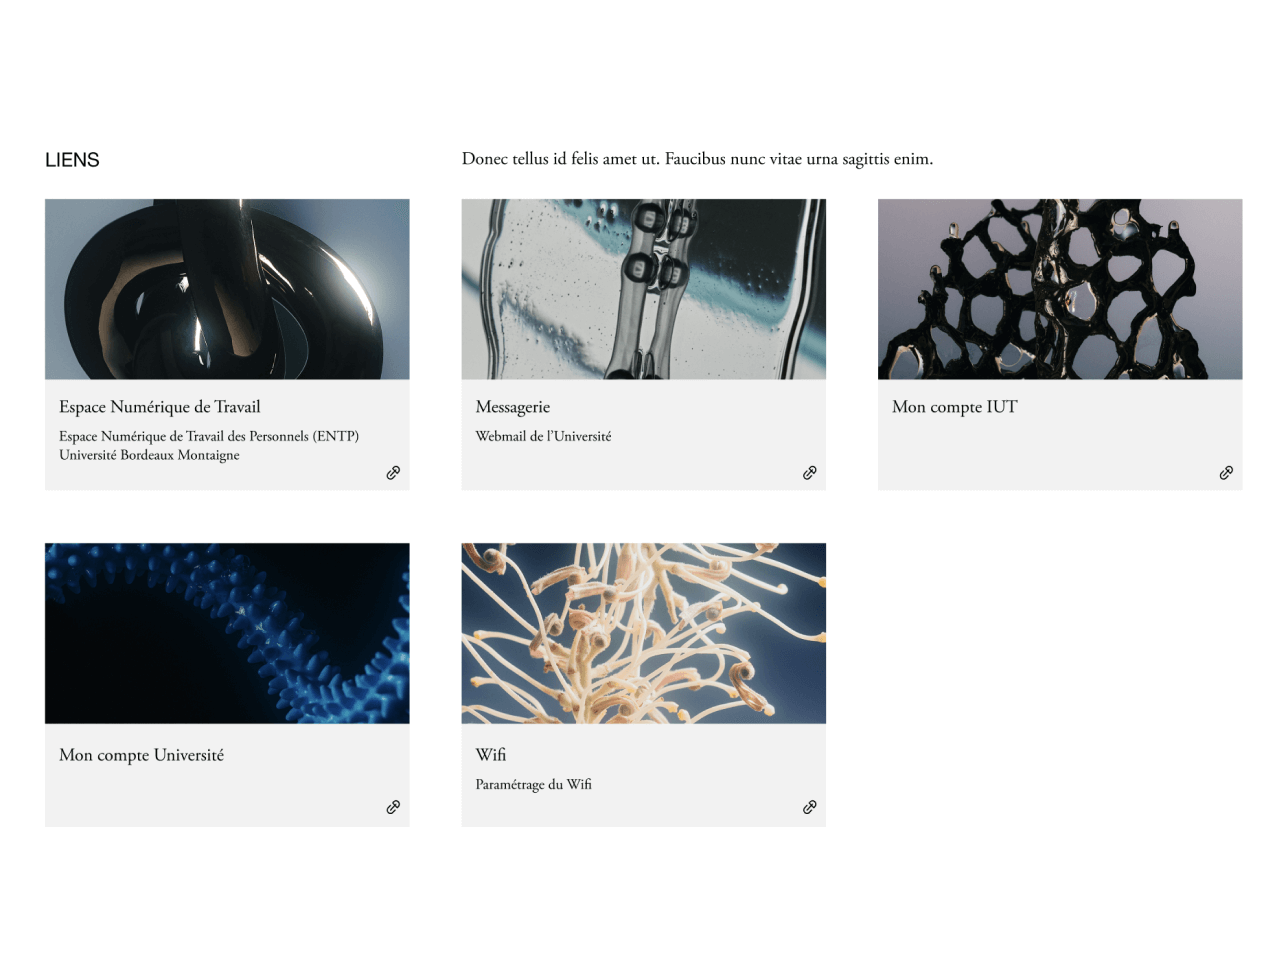 LIENS
Donec tellus id felis amet ut. Faucibus nunc vitae urna sagittis enim.
Espace Numérique de Travail
Espace Numérique de Travail des Personnels (ENTP)
Université Bordeaux Montaigne
Messagerie
Webmail de l’Université
Mon compte IUT
Mon compte Université
Wifi
Paramétrage du Wifi